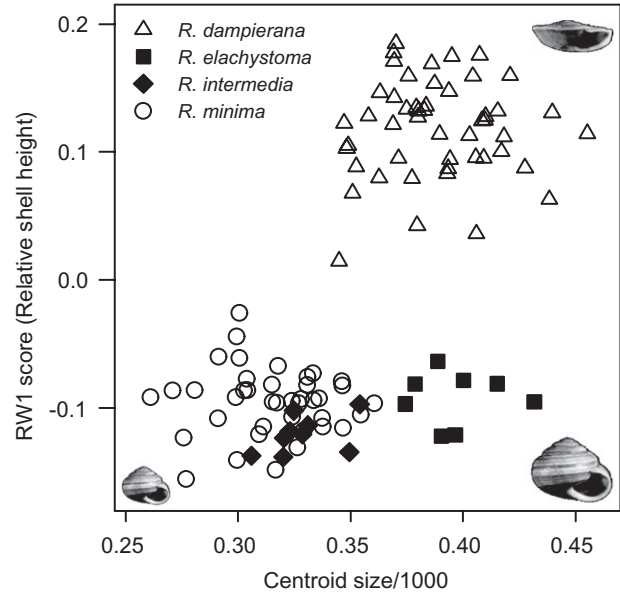 R. dampierana
R. elachystoma
R. intermedia
R. minima
RW1 score (Relative shell height)
0.2
0.1
0.0
-0.1
0.25 0.30 0.35 0.40 0.45
Centroid size/1000